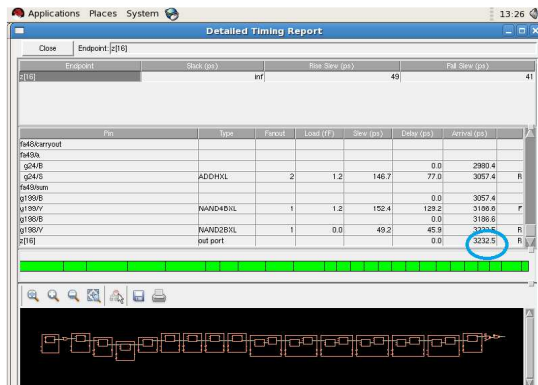 Applications Places System 13:26
Detailed Timing Report
Close Endpoint: z[16]
Endpoint Slack (ps) Rise Slew (ps) Fall Slew (ps)
z[16] inf 49 41
Pin Type Fanout Load (fF) Slew (ps) Delay (ps) Arrival (ps)
fa48/carryout
fa49/a
g24/B 0.0 2980.4
g24/S ADDHXL 2 1.2 146.7 77.0 3057.4 R
fa49/sum
g199/B 0.0 3057.4
g199/Y NAND4BXL 1 1.2 152.4 129.2 3186.6 F
g198/B 0.0 3186.6
g198/Y NAND2BXL 1 0.0 49.2 45.9 3232.5 R
z[16] out port 0.0 3232.5 R